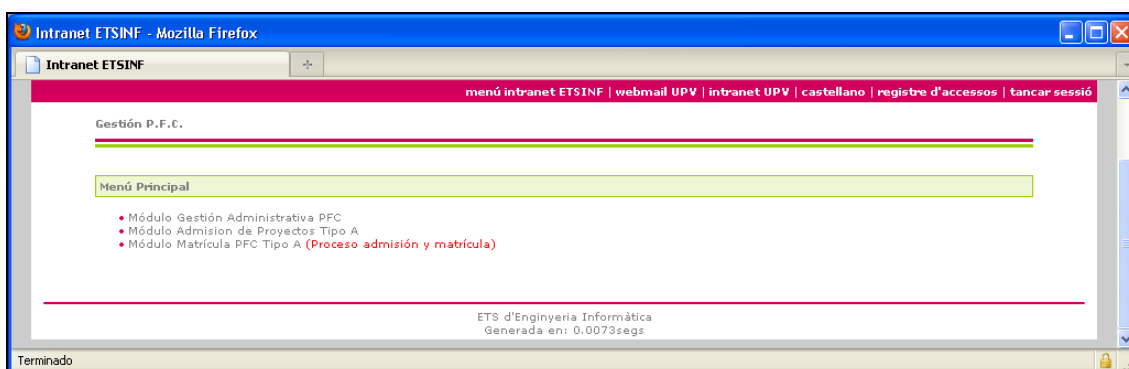 Intranet ETSINF - Mozilla Firefox
Intranet ETSINF
menú intranet ETSINF | webmail UPV | intranet UPV | castellano | registre d'accessos | tancar sessió
Gestión P.F.C.
Menú Principal
Módulo Gestión Administrativa PFC
Módulo Admision de Proyectos Tipo A
Módulo Matrícula PFC Tipo A (Proceso admisión y matrícula)
ETS d'Enginyeria Informàtica
Generada en: 0.0073segs
Terminado